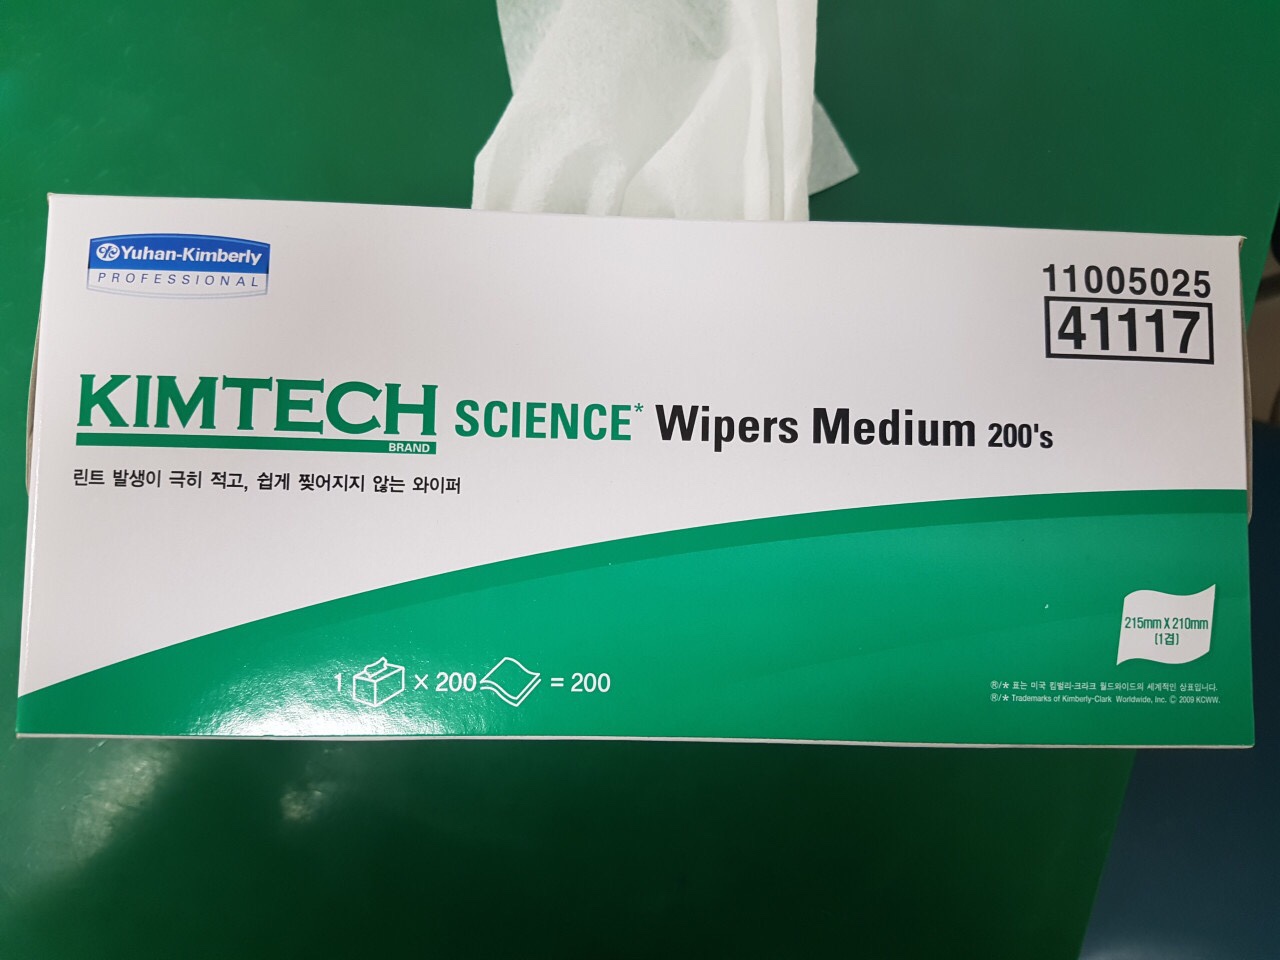 Yuhan-Kimberly
PROFESSIONAL
11005025
41117
KIMTECH SCIENCE* Wipers Medium 200's
BRAND
린트 발생이 극히 적고, 쉽게 찢어지지 않는 와이퍼
215mm X 210mm
(1겹)
1 × 200 = 200
®/* 표는 미국 킴벌리-크라크 월드와이드의 세계적인 상표입니다.
®/* Trademarks of Kimberly-Clark Worldwide, Inc. © 2009 KCWW.